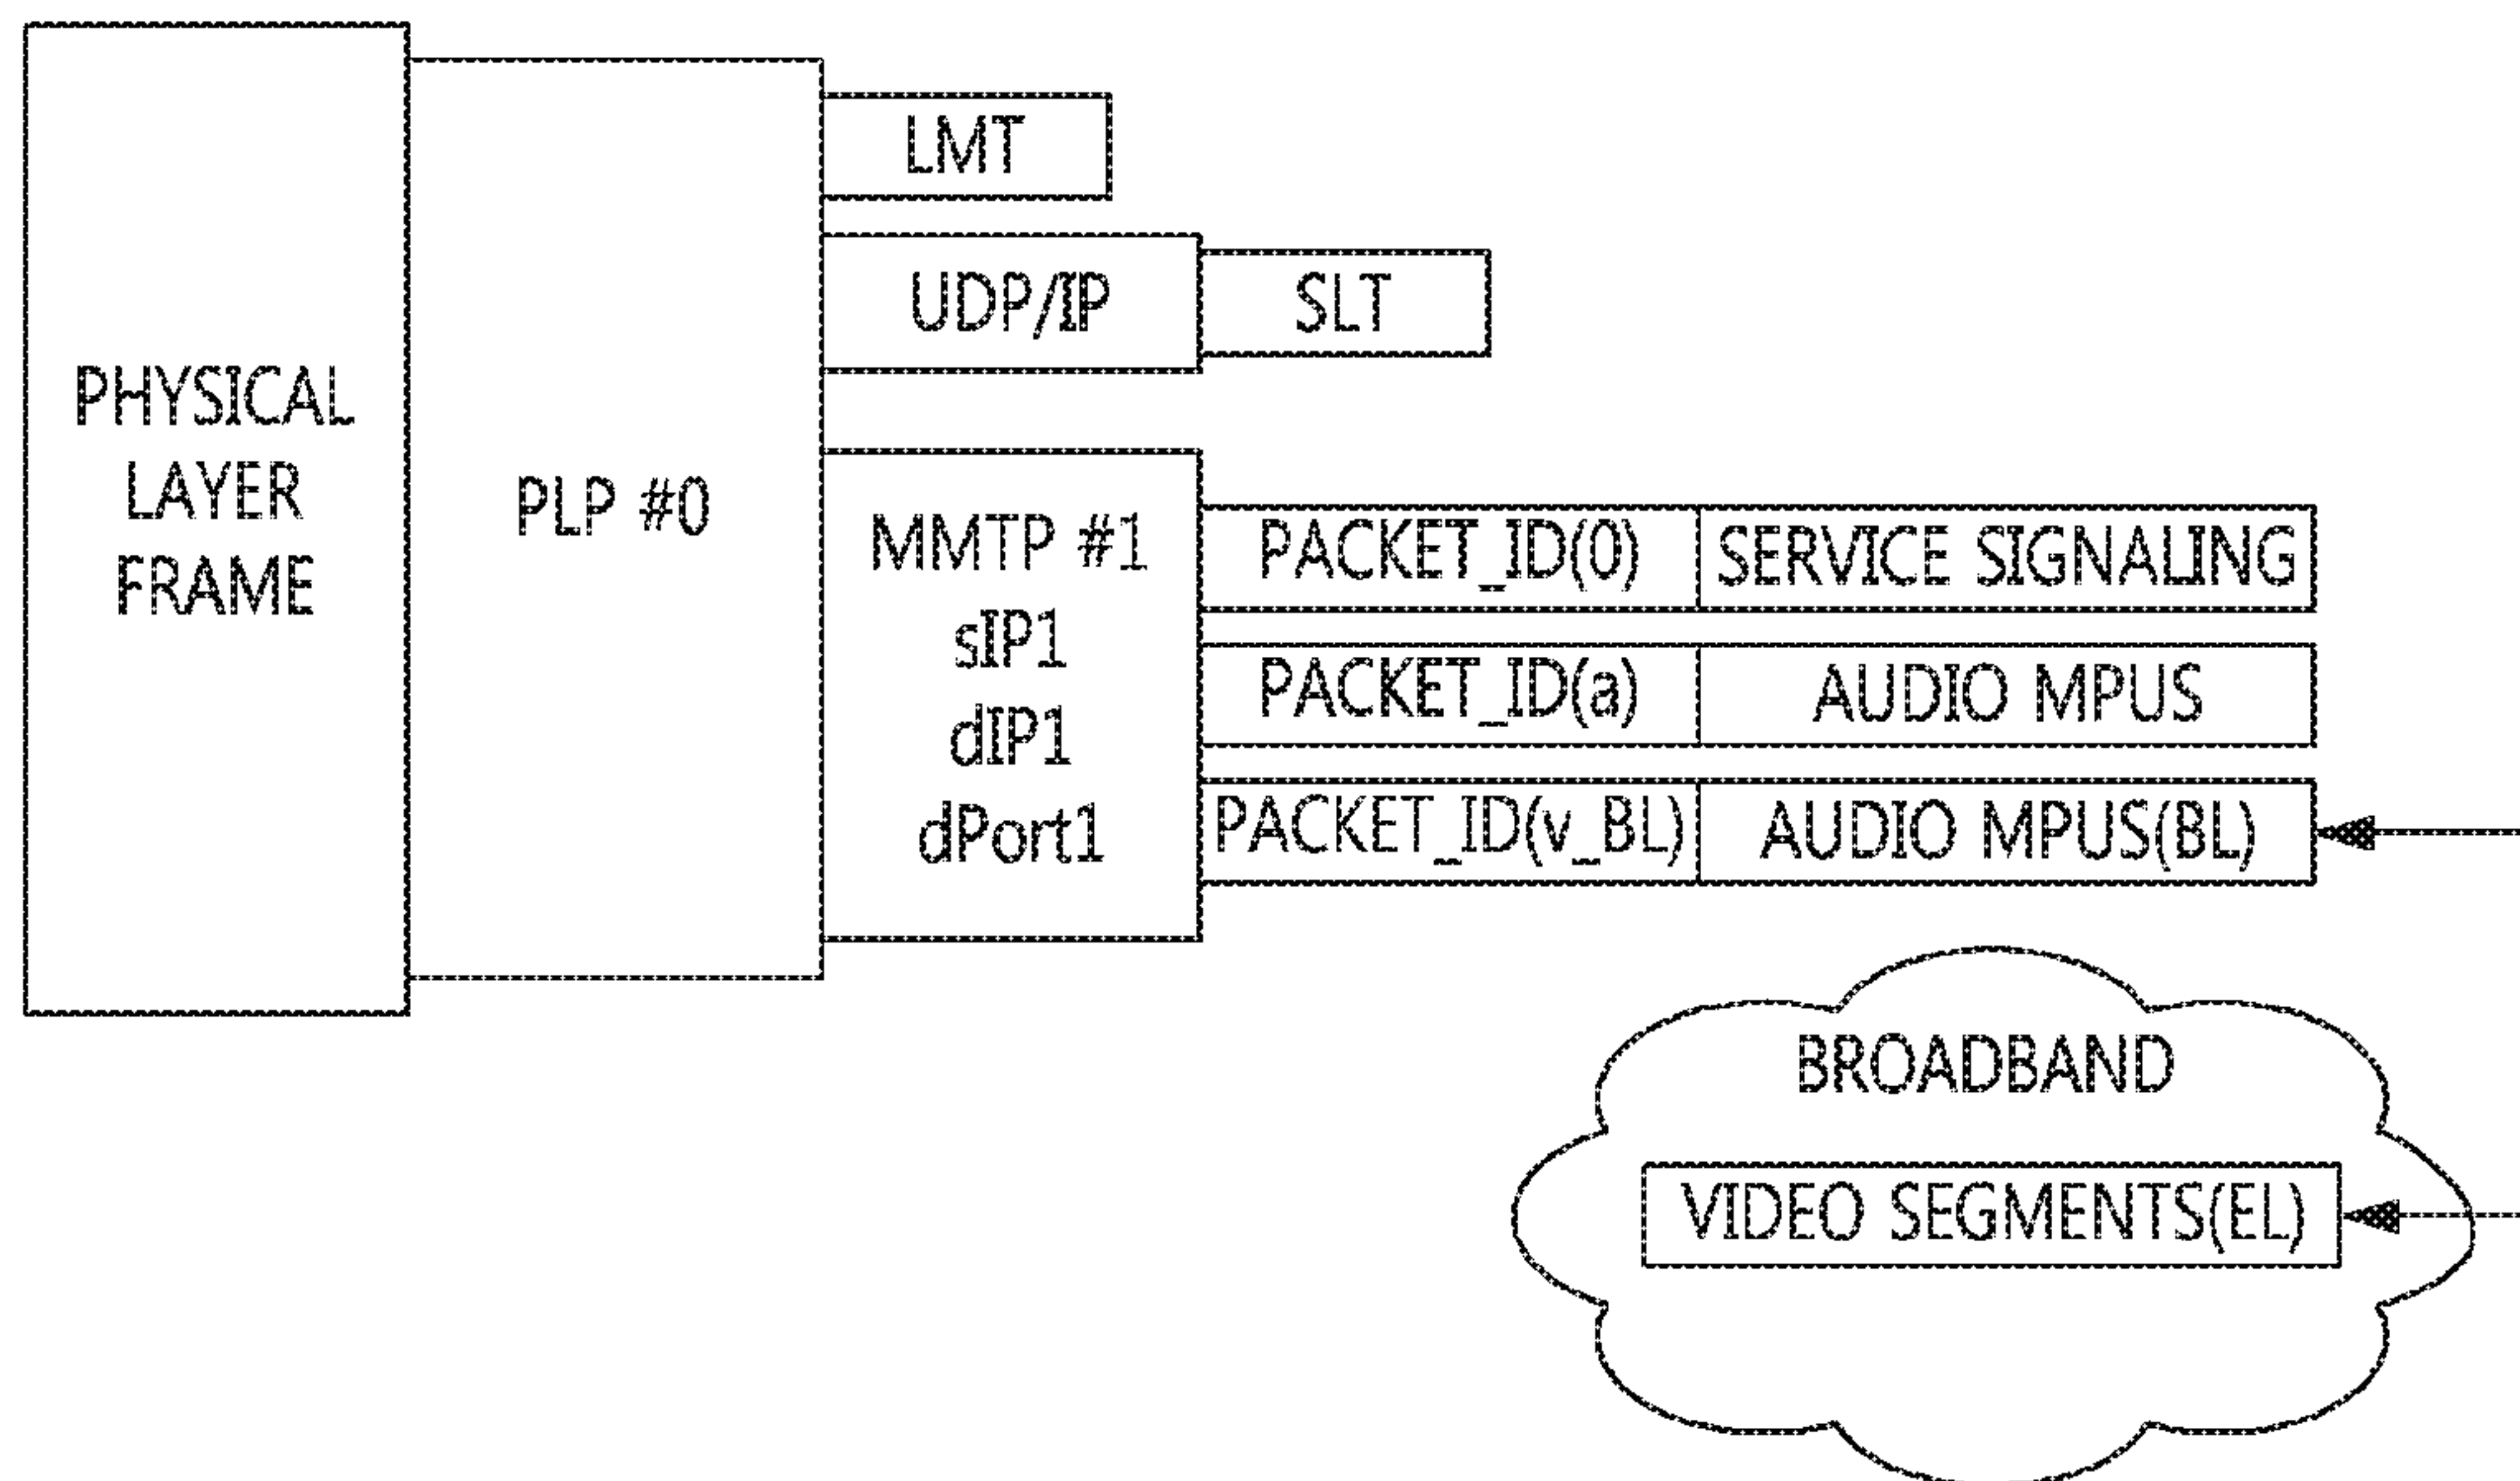 PHYSICAL
LAYER
FRAME
PLP #0
LMT
UDP/IP
SLT
MMTP #1
sIP1
dIP1
dPort1
PACKET_ID(0)
SERVICE SIGNALING
PACKET_ID(a)
AUDIO MPUS
PACKET_ID(v_BL)
AUDIO MPUS(BL)
BROADBAND
VIDEO SEGMENTS(EL)